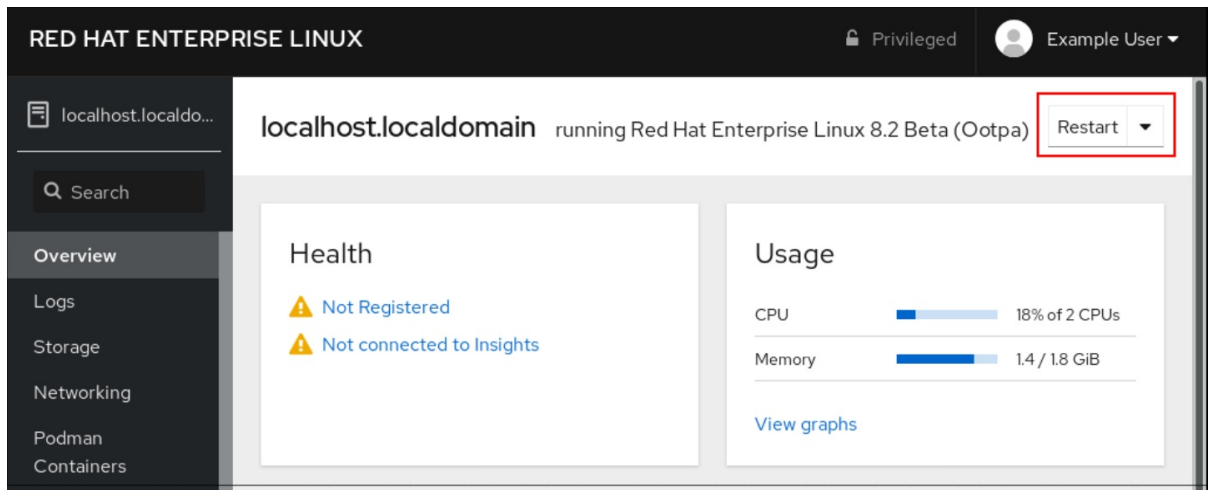 RED HAT ENTERPRISE LINUX
Privileged
Example User
localhost.localdo...
localhost.localdomain running Red Hat Enterprise Linux 8.2 Beta (Ootpa)
Restart
Search
Overview
Logs
Storage
Networking
Podman
Containers
Health
Not Registered
Not connected to Insights
Usage
CPU 18% of 2 CPUs
Memory 1.4 / 1.8 GiB
View graphs